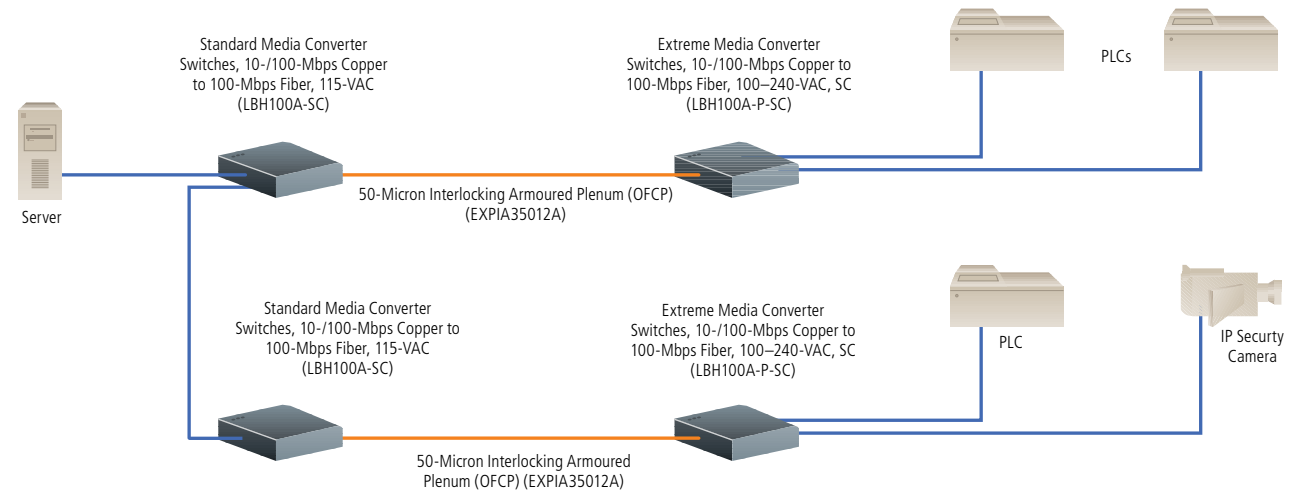 Standard Media Converter
Switches, 10-/100-Mbps Copper
to 100-Mbps Fiber, 115-VAC
(LBH100A-SC)
Extreme Media Converter
Switches, 10-/100-Mbps Copper to
100-Mbps Fiber, 100–240-VAC, SC
(LBH100A-P-SC)
PLCs
Server
50-Micron Interlocking Armoured Plenum (OFCP)
(EXPIA35012A)
Standard Media Converter
Switches, 10-/100-Mbps Copper to
100-Mbps Fiber, 115-VAC
(LBH100A-SC)
Extreme Media Converter
Switches, 10-/100-Mbps Copper to
100-Mbps Fiber, 100–240-VAC, SC
(LBH100A-P-SC)
PLC
IP Securty
Camera
50-Micron Interlocking Armoured
Plenum (OFCP) (EXPIA35012A)